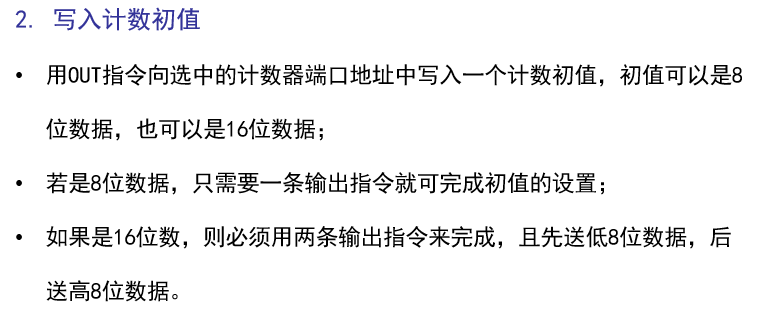 2. 写入计数初值
• 用OUT指令向选中的计数器端口地址中写入一个计数初值，初值可以是8
位数据，也可以是16位数据；
• 若是8位数据，只需要一条输出指令就可完成初值的设置；
• 如果是16位数，则必须用两条输出指令来完成，且先送低8位数据，后
送高8位数据。